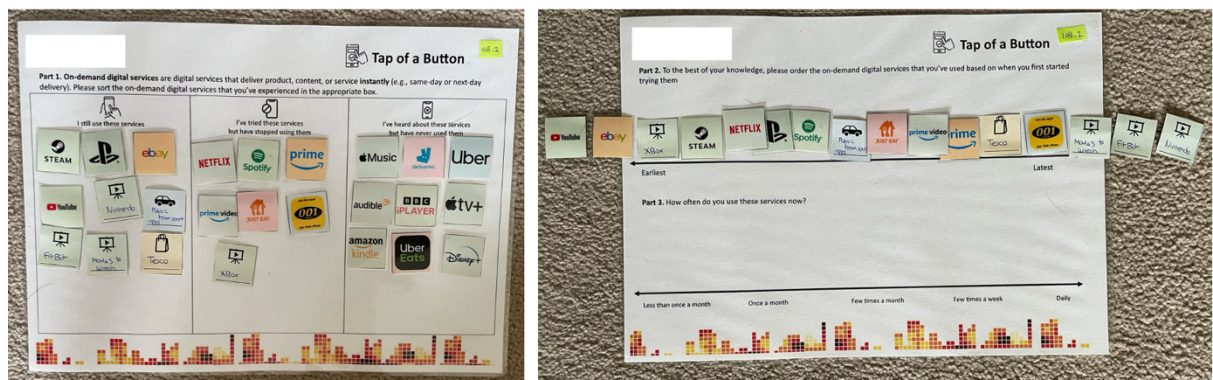 108.2
Tap of a Button
Part 1. On-demand digital services are digital services that deliver product, content, or service instantly (e.g., same-day or next-day
delivery). Please sort the on-demand digital services that you've experienced in the appropriate box.
I still use these services
STEAM
ebay
YouTube
Nintendo
Public
transport
app
FitBit
Movies to
watch
Tesco
I've tried these services
but have stopped using them
NETFLIX
Spotify
prime
prime video
JUST EAT
001
XBox
I've heard about these services
but have never used them
Music
deliveroo
Uber
audible
BBC
iPLAYER
tv+
amazon
kindle
Uber
Eats
Disney+
108.2
Tap of a Button
Part 2. To the best of your knowledge, please order the on-demand digital services that you've used based on when you first started
trying them
YouTube
ebay
XBox
STEAM
NETFLIX
Spotify
Public
transport
app
JUST EAT
prime video
prime
Tesco
001
Movies to
watch
FitBit
Nintendo
Earliest
Latest
Part 3. How often do you use these services now?
Less than once a month
Once a month
Few times a month
Few times a week
Daily